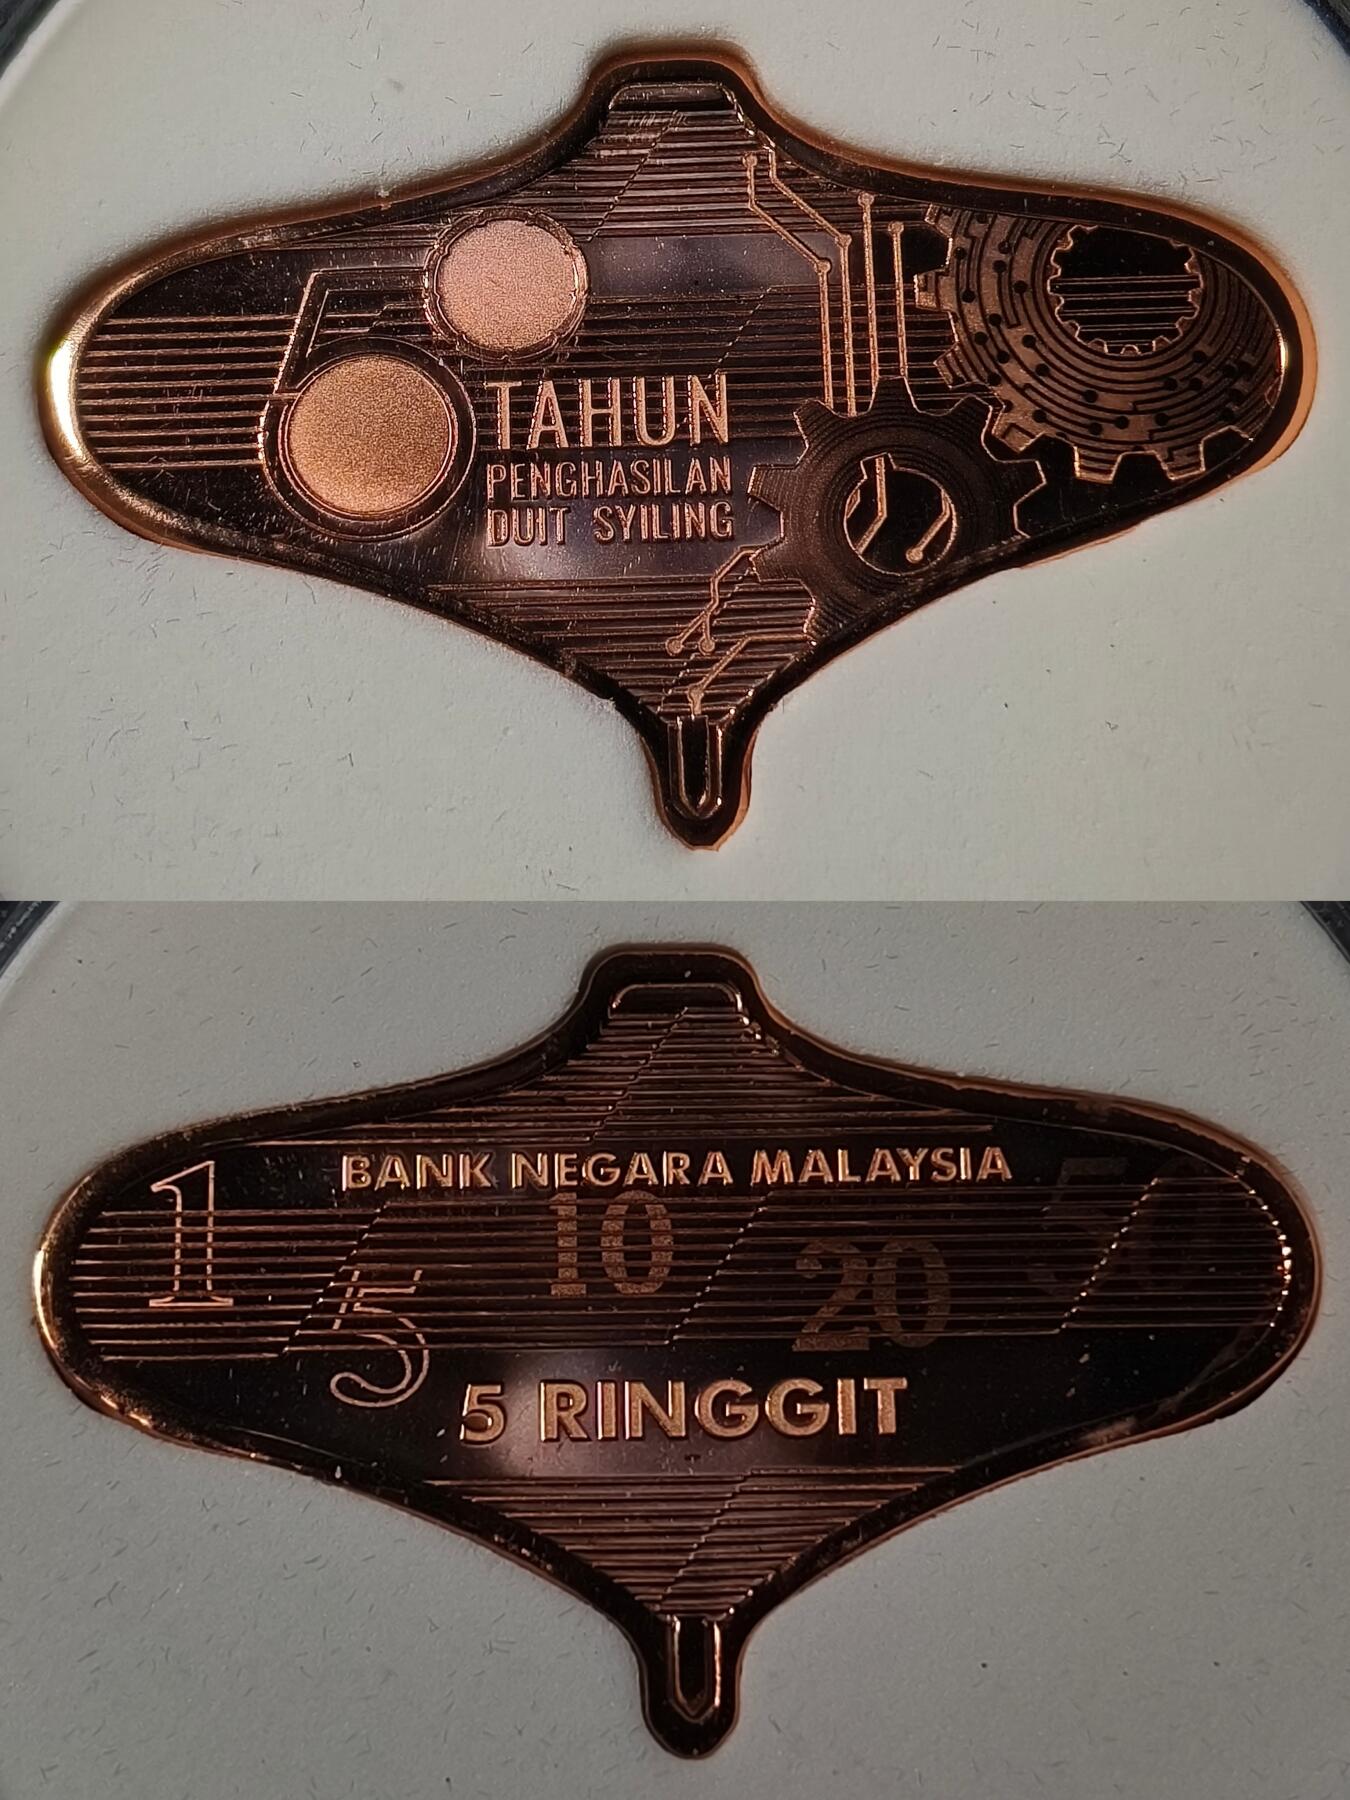 50 TAHUN
PENGHASILAN
DUIT SYILING
BANK NEGARA MALAYSIA
1
5
10
20
50
5 RINGGIT